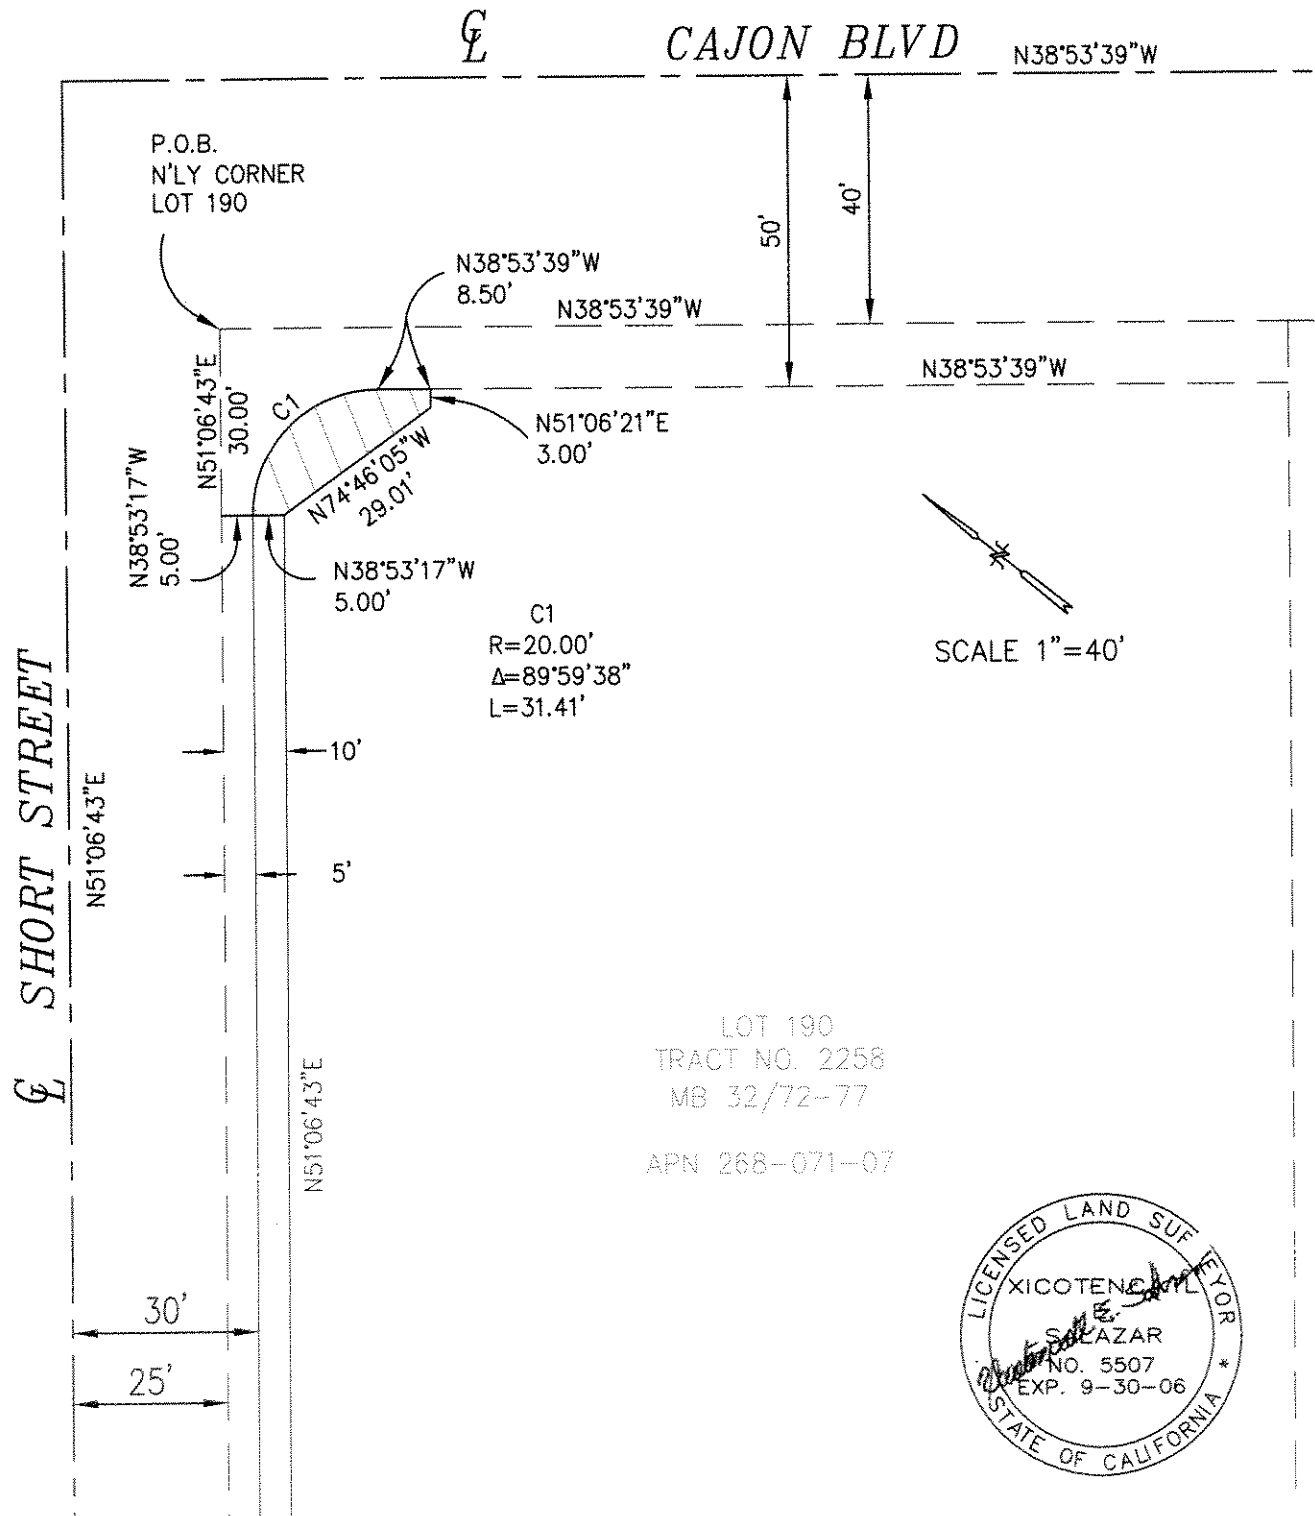 ℄ CAJON BLVD N38°53'39"W
P.O.B.
N'LY CORNER
LOT 190
50'
40'
N38°53'39"W
8.50'
N38°53'39"W
N38°53'39"W
N51°06'43"E
30.00'
C1
N51°06'21"E
3.00'
N74°46'05"W
29.01'
N38°53'17"W
5.00'
N38°53'17"W
5.00'
C1
R=20.00'
Δ=89°59'38"
L=31.41'
N
SCALE 1"=40'
℄ SHORT STREET
N51°06'43"E
10'
5'
N51°06'43"E
LOT 190
TRACT NO. 2258
MB 32/72-77
APN 268-071-07
30'
25'
LICENSED LAND SUR EYOR
XICOTENCATL
E.
SALAZAR
NO. 5507
EXP. 9-30-06
STATE OF CALIFORNIA *
Xicotencatl E. Salazar